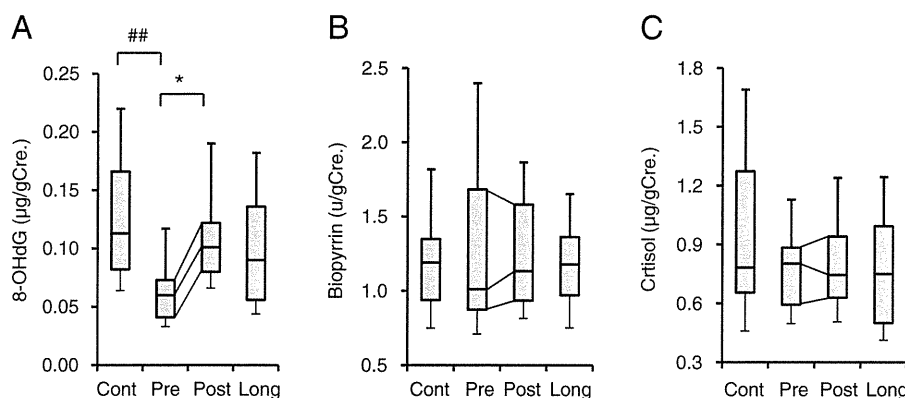 A
B
C
##
*
8-OHdG (µg/gCre.)
0.25
0.20
0.15
0.10
0.05
0.00
Cont Pre Post Long
Biopyrrin (u/gCre.)
2.5
2.0
1.5
1.0
0.5
Cont Pre Post Long
Crtisol (µg/gCre.)
1.8
1.5
1.2
0.9
0.6
0.3
Cont Pre Post Long